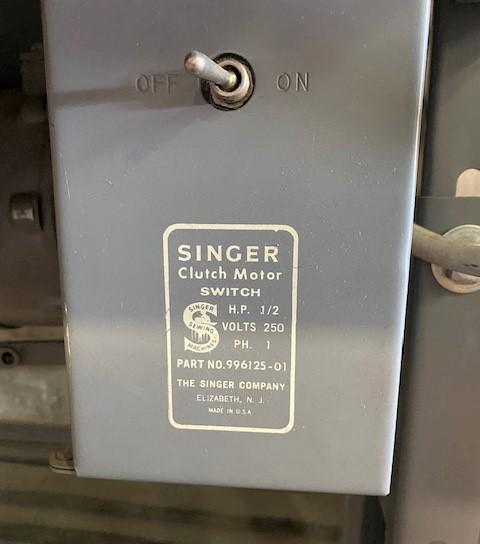 OFF ON
SINGER
Clutch Motor
SWITCH
H.P. 1/2
SINGER SEWING MACHINES
VOLTS 250
PH. 1
PART NO.996125-01
THE SINGER COMPANY
ELIZABETH, N. J.
MADE IN U.S.A